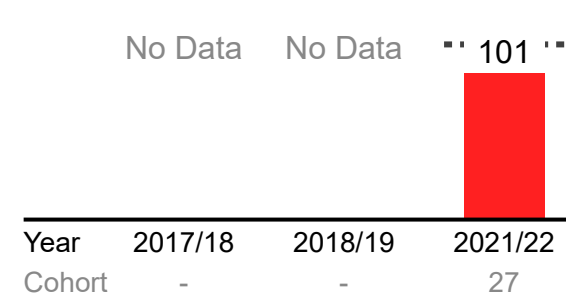 No Data No Data 101
Year 2017/18 2018/19 2021/22
Cohort - - 27